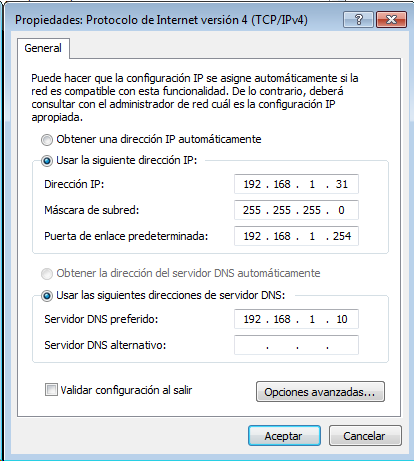 Propiedades: Protocolo de Internet versión 4 (TCP/IPv4)
General
Puede hacer que la configuración IP se asigne automáticamente si la
red es compatible con esta funcionalidad. De lo contrario, deberá
consultar con el administrador de red cuál es la configuración IP
apropiada.
Obtener una dirección IP automáticamente
Usar la siguiente dirección IP:
Dirección IP: 192 . 168 . 1 . 31
Máscara de subred: 255 . 255 . 255 . 0
Puerta de enlace predeterminada: 192 . 168 . 1 . 254
Obtener la dirección del servidor DNS automáticamente
Usar las siguientes direcciones de servidor DNS:
Servidor DNS preferido: 192 . 168 . 1 . 10
Servidor DNS alternativo: . . .
Validar configuración al salir
Opciones avanzadas...
Aceptar Cancelar